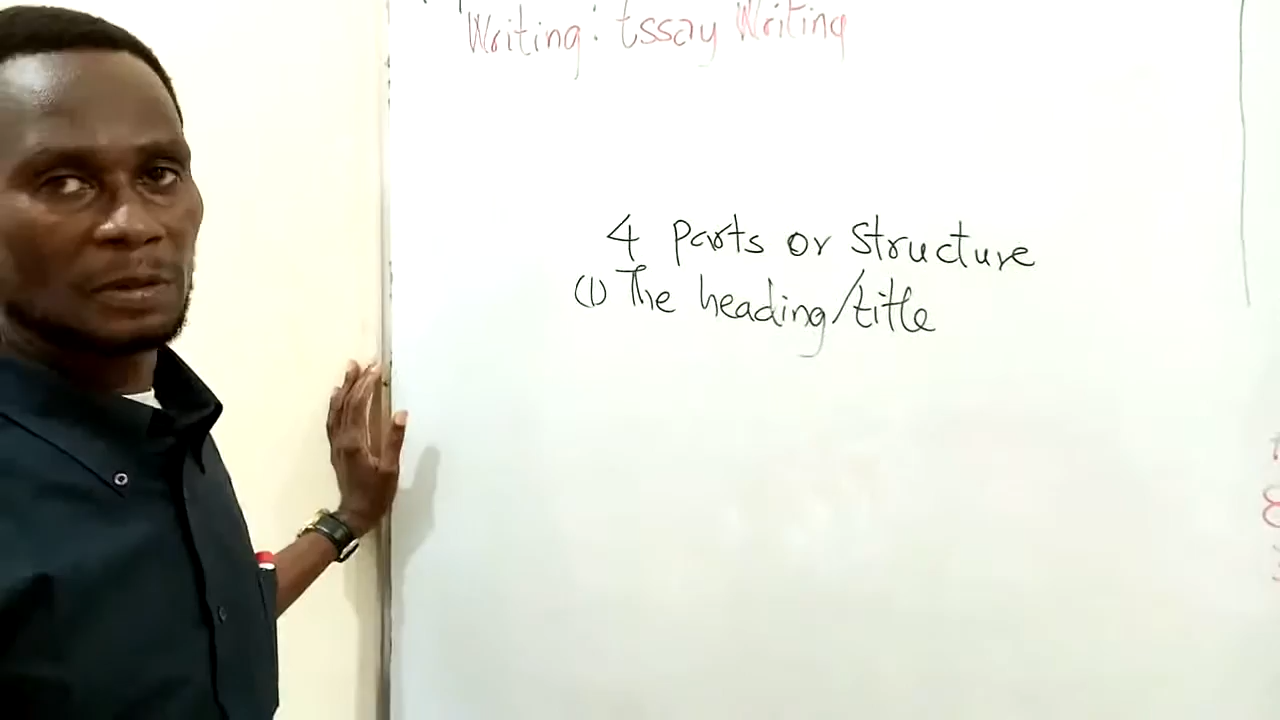 Writing: Essay Writing
4 parts or structure
(1) The heading/title